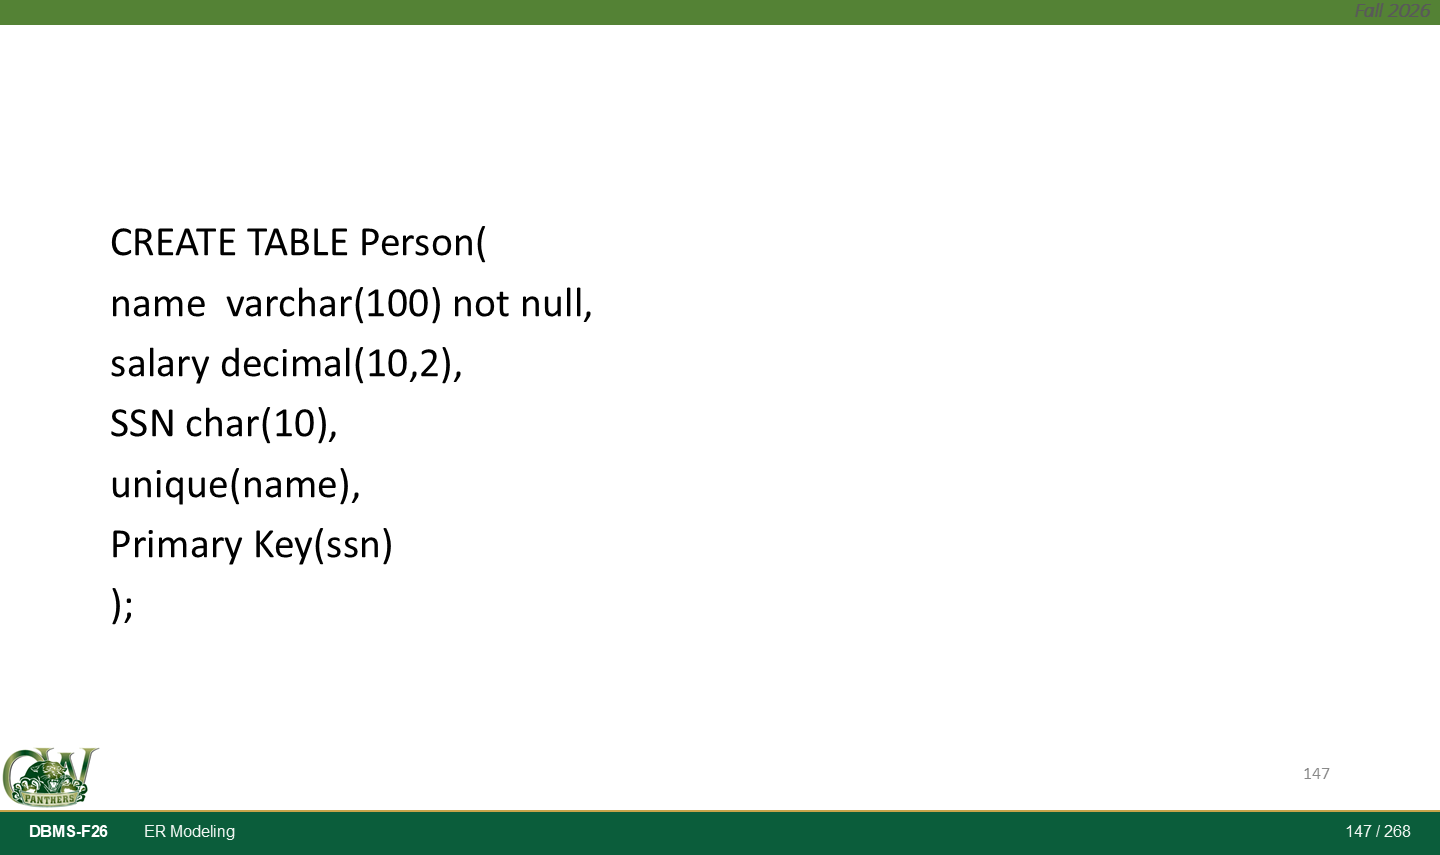 Fall 2026
CREATE TABLE Person(
name  varchar(100) not null,
salary decimal(10,2),
SSN char(10),
unique(name),
Primary Key(ssn)
);
OW
PANTHERS
147
DBMS-F26 ER Modeling 147 / 268